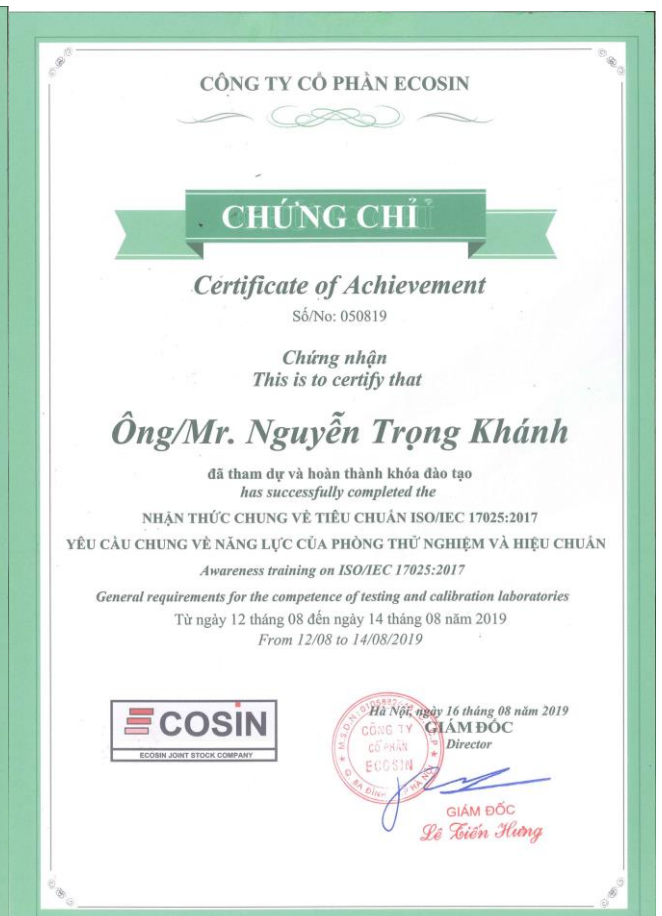 CÔNG TY CỔ PHẦN ECOSIN
CHỨNG CHỈ
Certificate of Achievement
Số/No: 050819
Chứng nhận
This is to certify that
Ông/Mr. Nguyễn Trọng Khánh
đã tham dự và hoàn thành khóa đào tạo
has successfully completed the
NHẬN THỨC CHUNG VỀ TIÊU CHUẨN ISO/IEC 17025:2017
YÊU CẦU CHUNG VỀ NĂNG LỰC CỦA PHÒNG THỬ NGHIỆM VÀ HIỆU CHUẨN
Awareness training on ISO/IEC 17025:2017
General requirements for the competence of testing and calibration laboratories
Từ ngày 12 tháng 08 đến ngày 14 tháng 08 năm 2019
From 12/08 to 14/08/2019
ECOSIN
ECOSIN JOINT STOCK COMPANY
Hà Nội, ngày 16 tháng 08 năm 2019
GIÁM ĐỐC
Director
CÔNG TY
CỔ PHẦN
ECOSIN
GIÁM ĐỐC
Lê Tiến Hưng